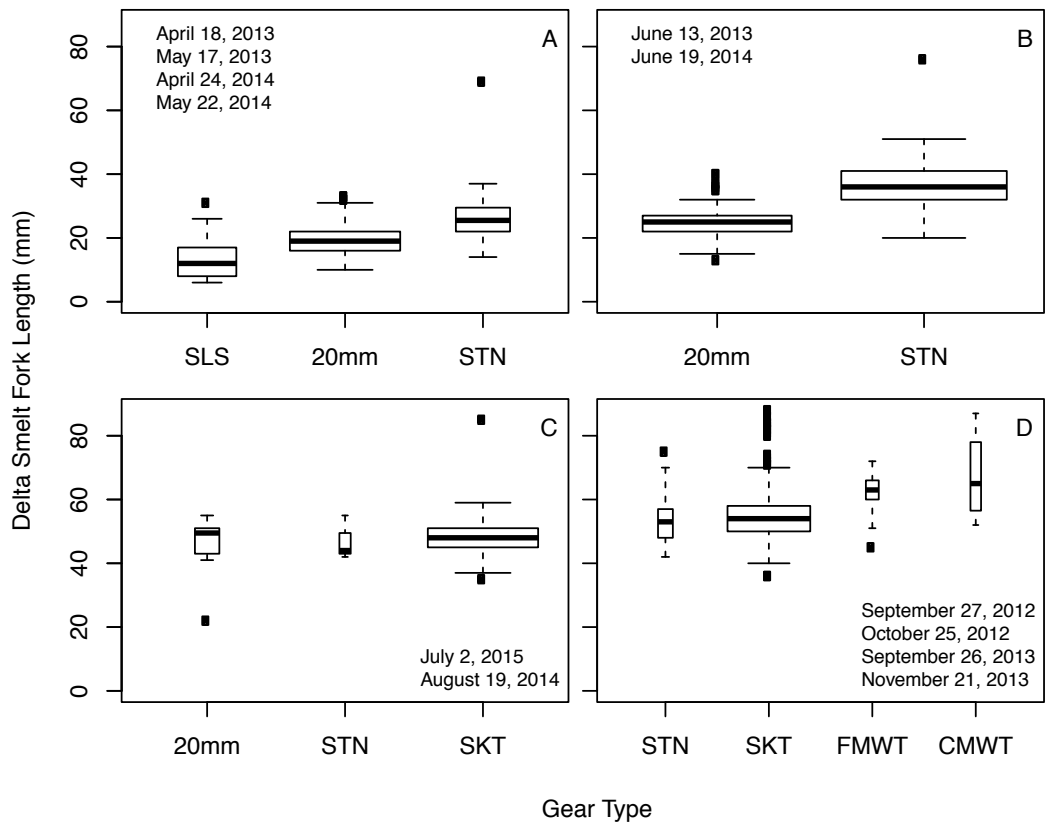 Delta Smelt Fork Length (mm)
80
60
40
20
0
April 18, 2013
May 17, 2013
April 24, 2014
May 22, 2014
A
SLS 20mm STN
June 13, 2013
June 19, 2014
B
20mm STN
80
60
40
20
0
C
July 2, 2015
August 19, 2014
20mm STN SKT
D
September 27, 2012
October 25, 2012
September 26, 2013
November 21, 2013
STN SKT FMWT CMWT
Gear Type